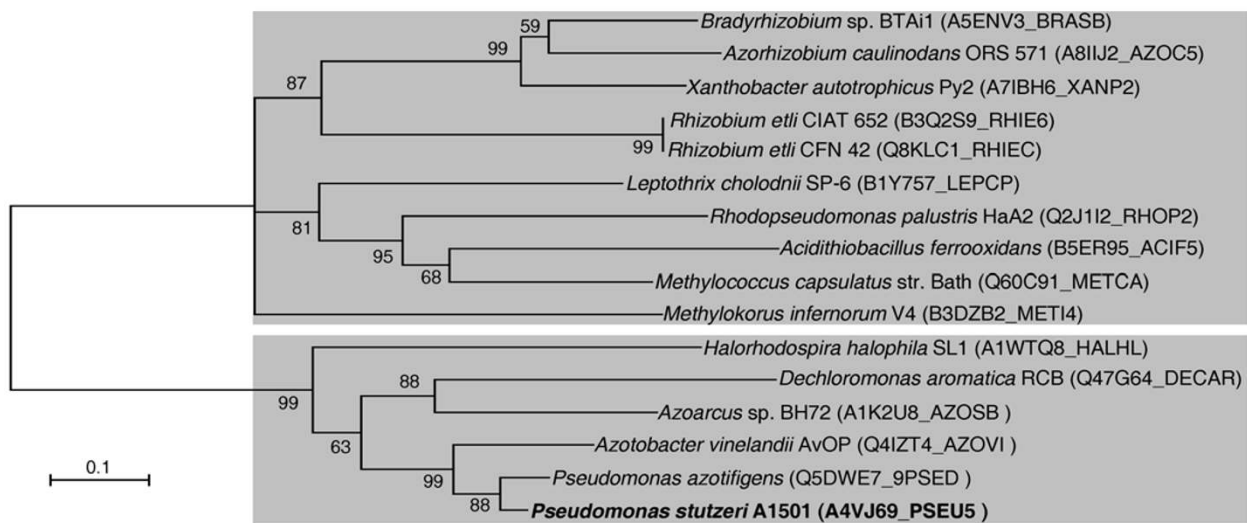 Bradyrhizobium sp. BTAi1 (A5ENV3_BRASB)
59
99
Azorhizobium caulinodans ORS 571 (A8IIJ2_AZOC5)
87
Xanthobacter autotrophicus Py2 (A7IBH6_XANP2)
Rhizobium etli CIAT 652 (B3Q2S9_RHIE6)
99
Rhizobium etli CFN 42 (Q8KLC1_RHIEC)
Leptothrix cholodnii SP-6 (B1Y757_LEPCP)
81
Rhodopseudomonas palustris HaA2 (Q2J1I2_RHOP2)
95
Acidithiobacillus ferrooxidans (B5ER95_ACIF5)
68
Methylococcus capsulatus str. Bath (Q60C91_METCA)
Methylokorus infernorum V4 (B3DZB2_METI4)
Halorhodospira halophila SL1 (A1WTQ8_HALHL)
99
88
Dechloromonas aromatica RCB (Q47G64_DECAR)
Azoarcus sp. BH72 (A1K2U8_AZOSB )
63
Azotobacter vinelandii AvOP (Q4IZT4_AZOVI )
0.1
99
Pseudomonas azotifigens (Q5DWE7_9PSED )
88
Pseudomonas stutzeri A1501 (A4VJ69_PSEU5 )